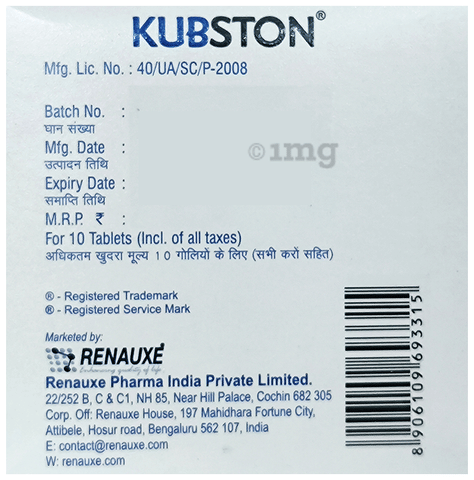 KUBSTON®
Mfg. Lic. No. : 40/UA/SC/P-2008
Batch No. :
घान संख्या
Mfg. Date :
उत्पादन तिथि
Expiry Date :
समाप्ति तिथि
M.R.P. ₹ :
For 10 Tablets (Incl. of all taxes)
अधिकतम खुदरा मूल्य 10 गोलियों के लिए (सभी करों सहित)
©1mg
® - Registered Trademark
® - Registered Service Mark
Marketed by:
RENAUXE®
Enhancing quality of life
Renauxe Pharma India Private Limited.
22/252 B, C & C1, NH 85, Near Hill Palace, Cochin 682 305
Corp. Off: Renauxe House, 197 Mahidhara Fortune City,
Attibele, Hosur road, Bengaluru 562 107, India
E: contact@renauxe.com
W: renauxe.com
8906109693315